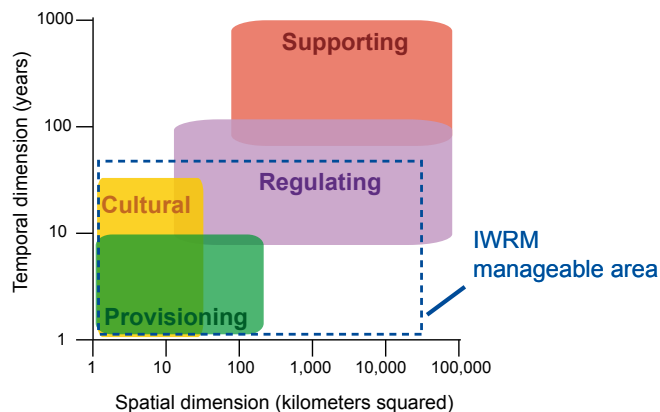 1000
Supporting
100
Regulating
Cultural
10
IWRM
manageable area
Provisioning
1
1
10
100
1,000
10,000
100,000
Temporal dimension (years)
Spatial dimension (kilometers squared)